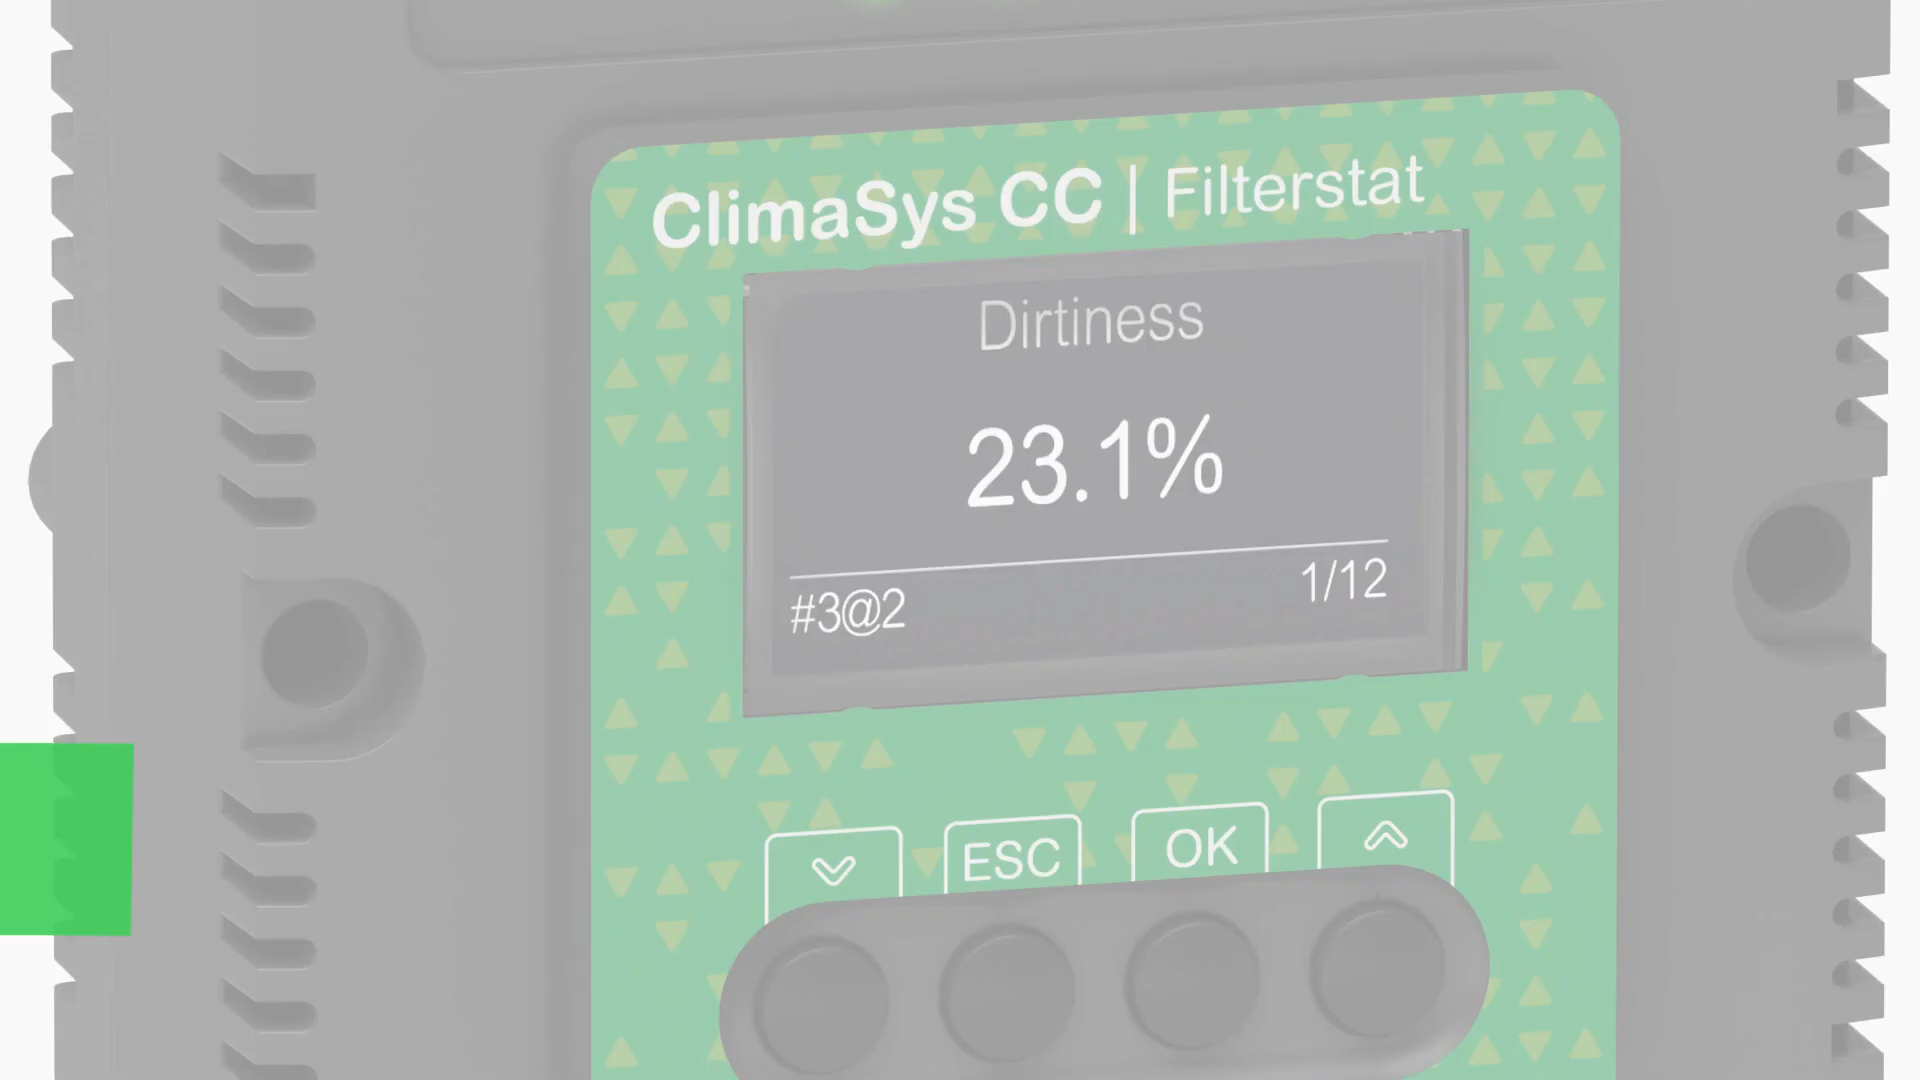 ClimaSys CC | Filterstat
Dirtiness
23.1%
#3@2 1/12
ESC OK